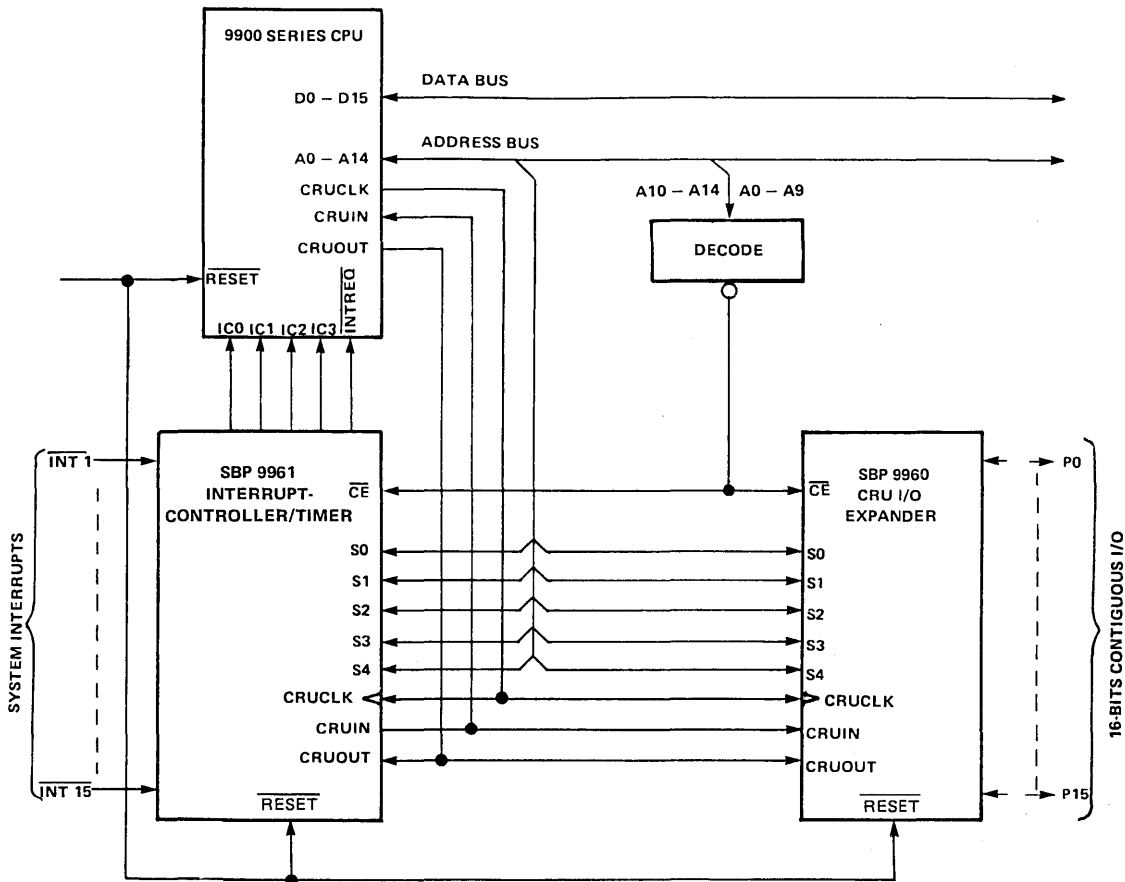 9900 SERIES CPU
DATA BUS
D0 – D15
ADDRESS BUS
A0 – A14
CRUCLK
CRUIN
CRUOUT
A10 – A14 A0 – A9
DECODE
RESET
INTREQ
IC0 IC1 IC2 IC3
SYSTEM INTERRUPTS
INT 1
INT 15
SBP 9961
INTERRUPT-
CONTROLLER/TIMER
CE
S0
S1
S2
S3
S4
CRUCLK
CRUIN
CRUOUT
RESET
SBP 9960
CRU I/O
EXPANDER
CE
S0
S1
S2
S3
S4
CRUCLK
CRUIN
CRUOUT
RESET
P0
P15
16-BITS CONTIGUOUS I/O